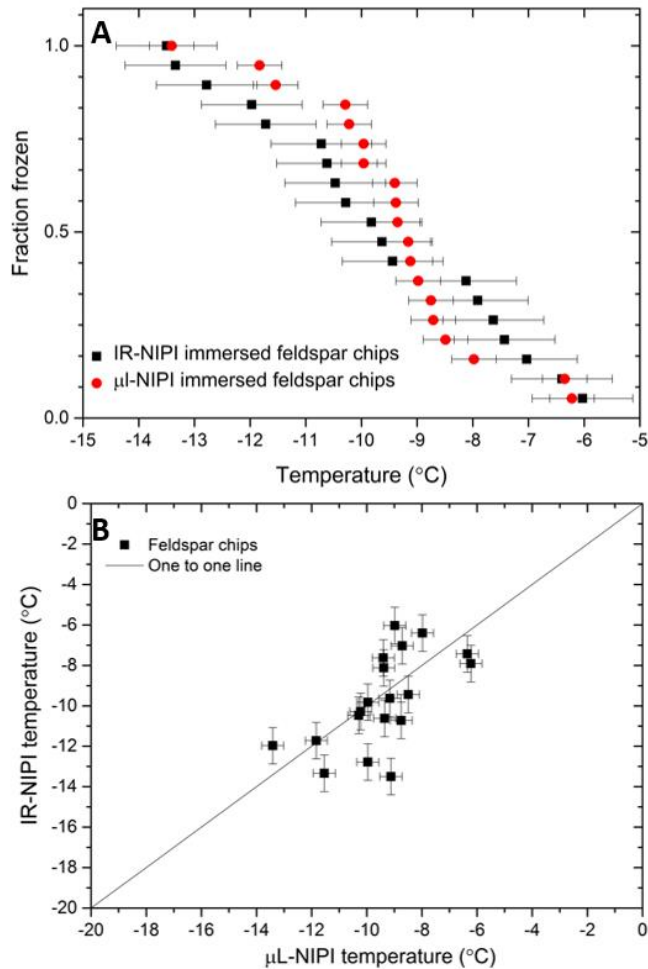 A
1.0
0.5
0.0
Fraction frozen
IR-NIPI immersed feldspar chips
µl-NIPI immersed feldspar chips
-15 -14 -13 -12 -11 -10 -9 -8 -7 -6 -5
Temperature (°C)
B
0
-2
-4
-6
-8
-10
-12
-14
-16
-18
-20
IR-NIPI temperature (°C)
Feldspar chips
One to one line
-20 -18 -16 -14 -12 -10 -8 -6 -4 -2 0
µL-NIPI temperature (°C)